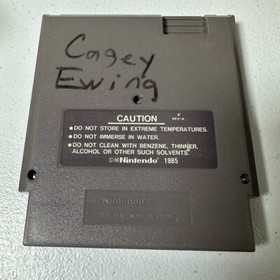 Cagey
Ewing
CAUTION
REV-A
•DO NOT STORE IN EXTREME TEMPERATURES.
•DO NOT IMMERSE IN WATER.
•DO NOT CLEAN WITH BENZENE, THINNER,
ALCOHOL OR OTHER SUCH SOLVENTS.
©®Nintendo® 1985
Nintendo